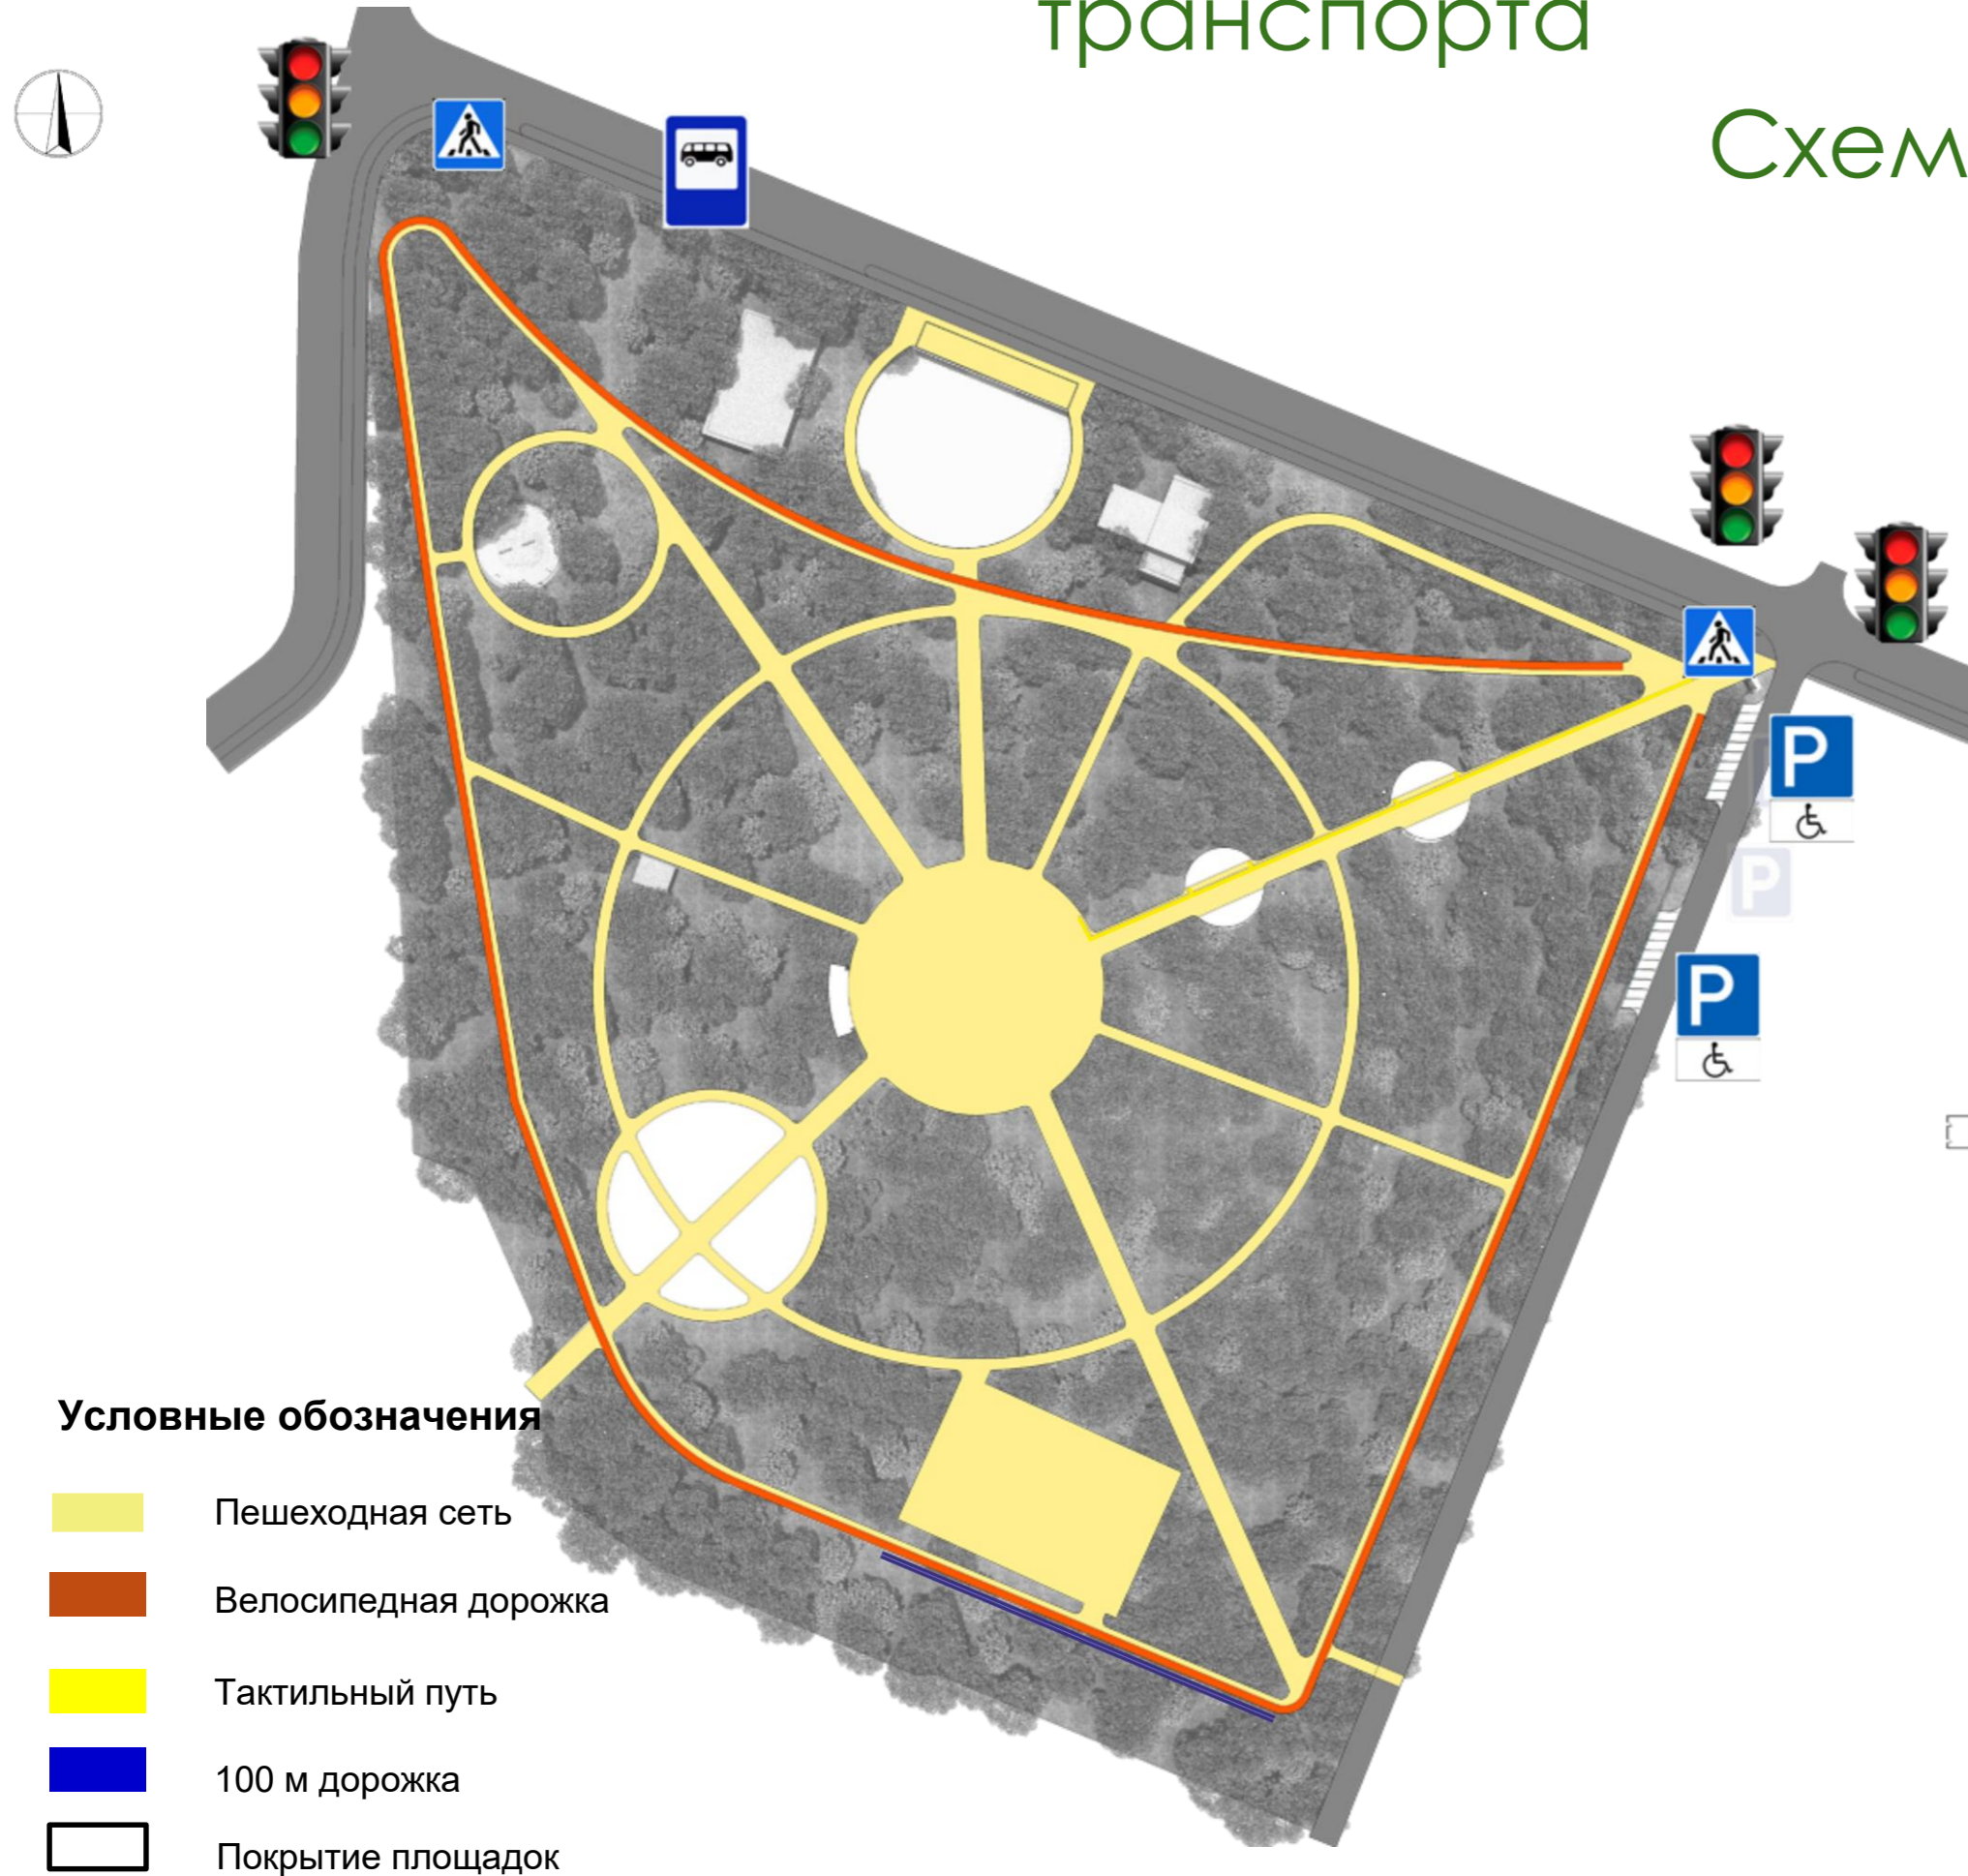 транспорта
Схем
P
P
P
Условные обозначения
Пешеходная сеть
Велосипедная дорожка
Тактильный путь
100 м дорожка
Покрытие площадок